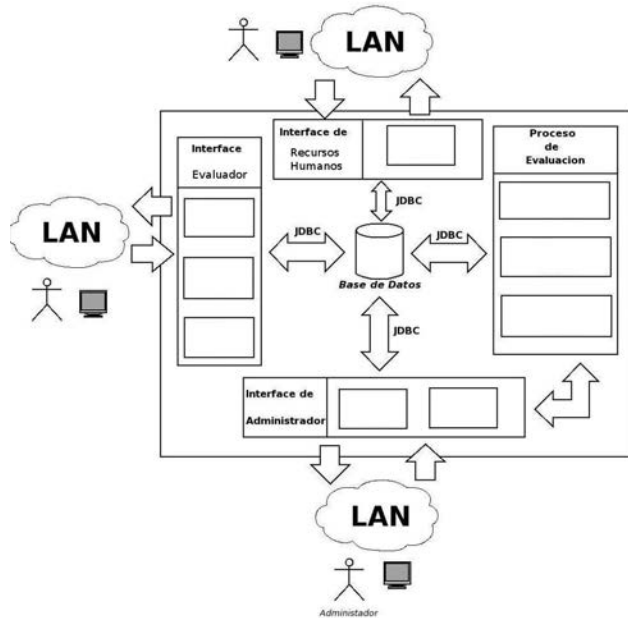 LAN
Interface de
Recursos
Humanos
Proceso
de
Evaluacion
Interface
Evaluador
JDBC
LAN
JDBC
JDBC
Base de Datos
JDBC
Interface de
Administrador
LAN
Administador